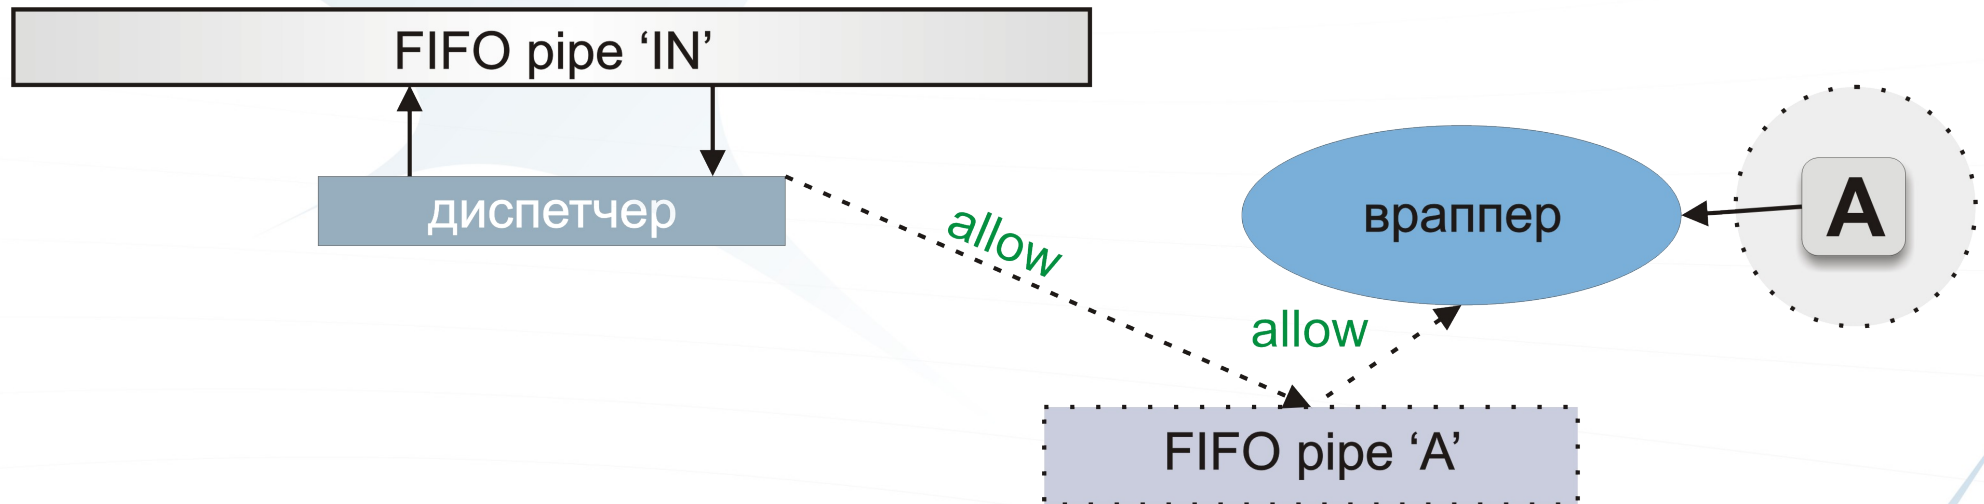 FIFO pipe ‘IN’
диспетчер
allow
враппер
A
allow
FIFO pipe ‘A’